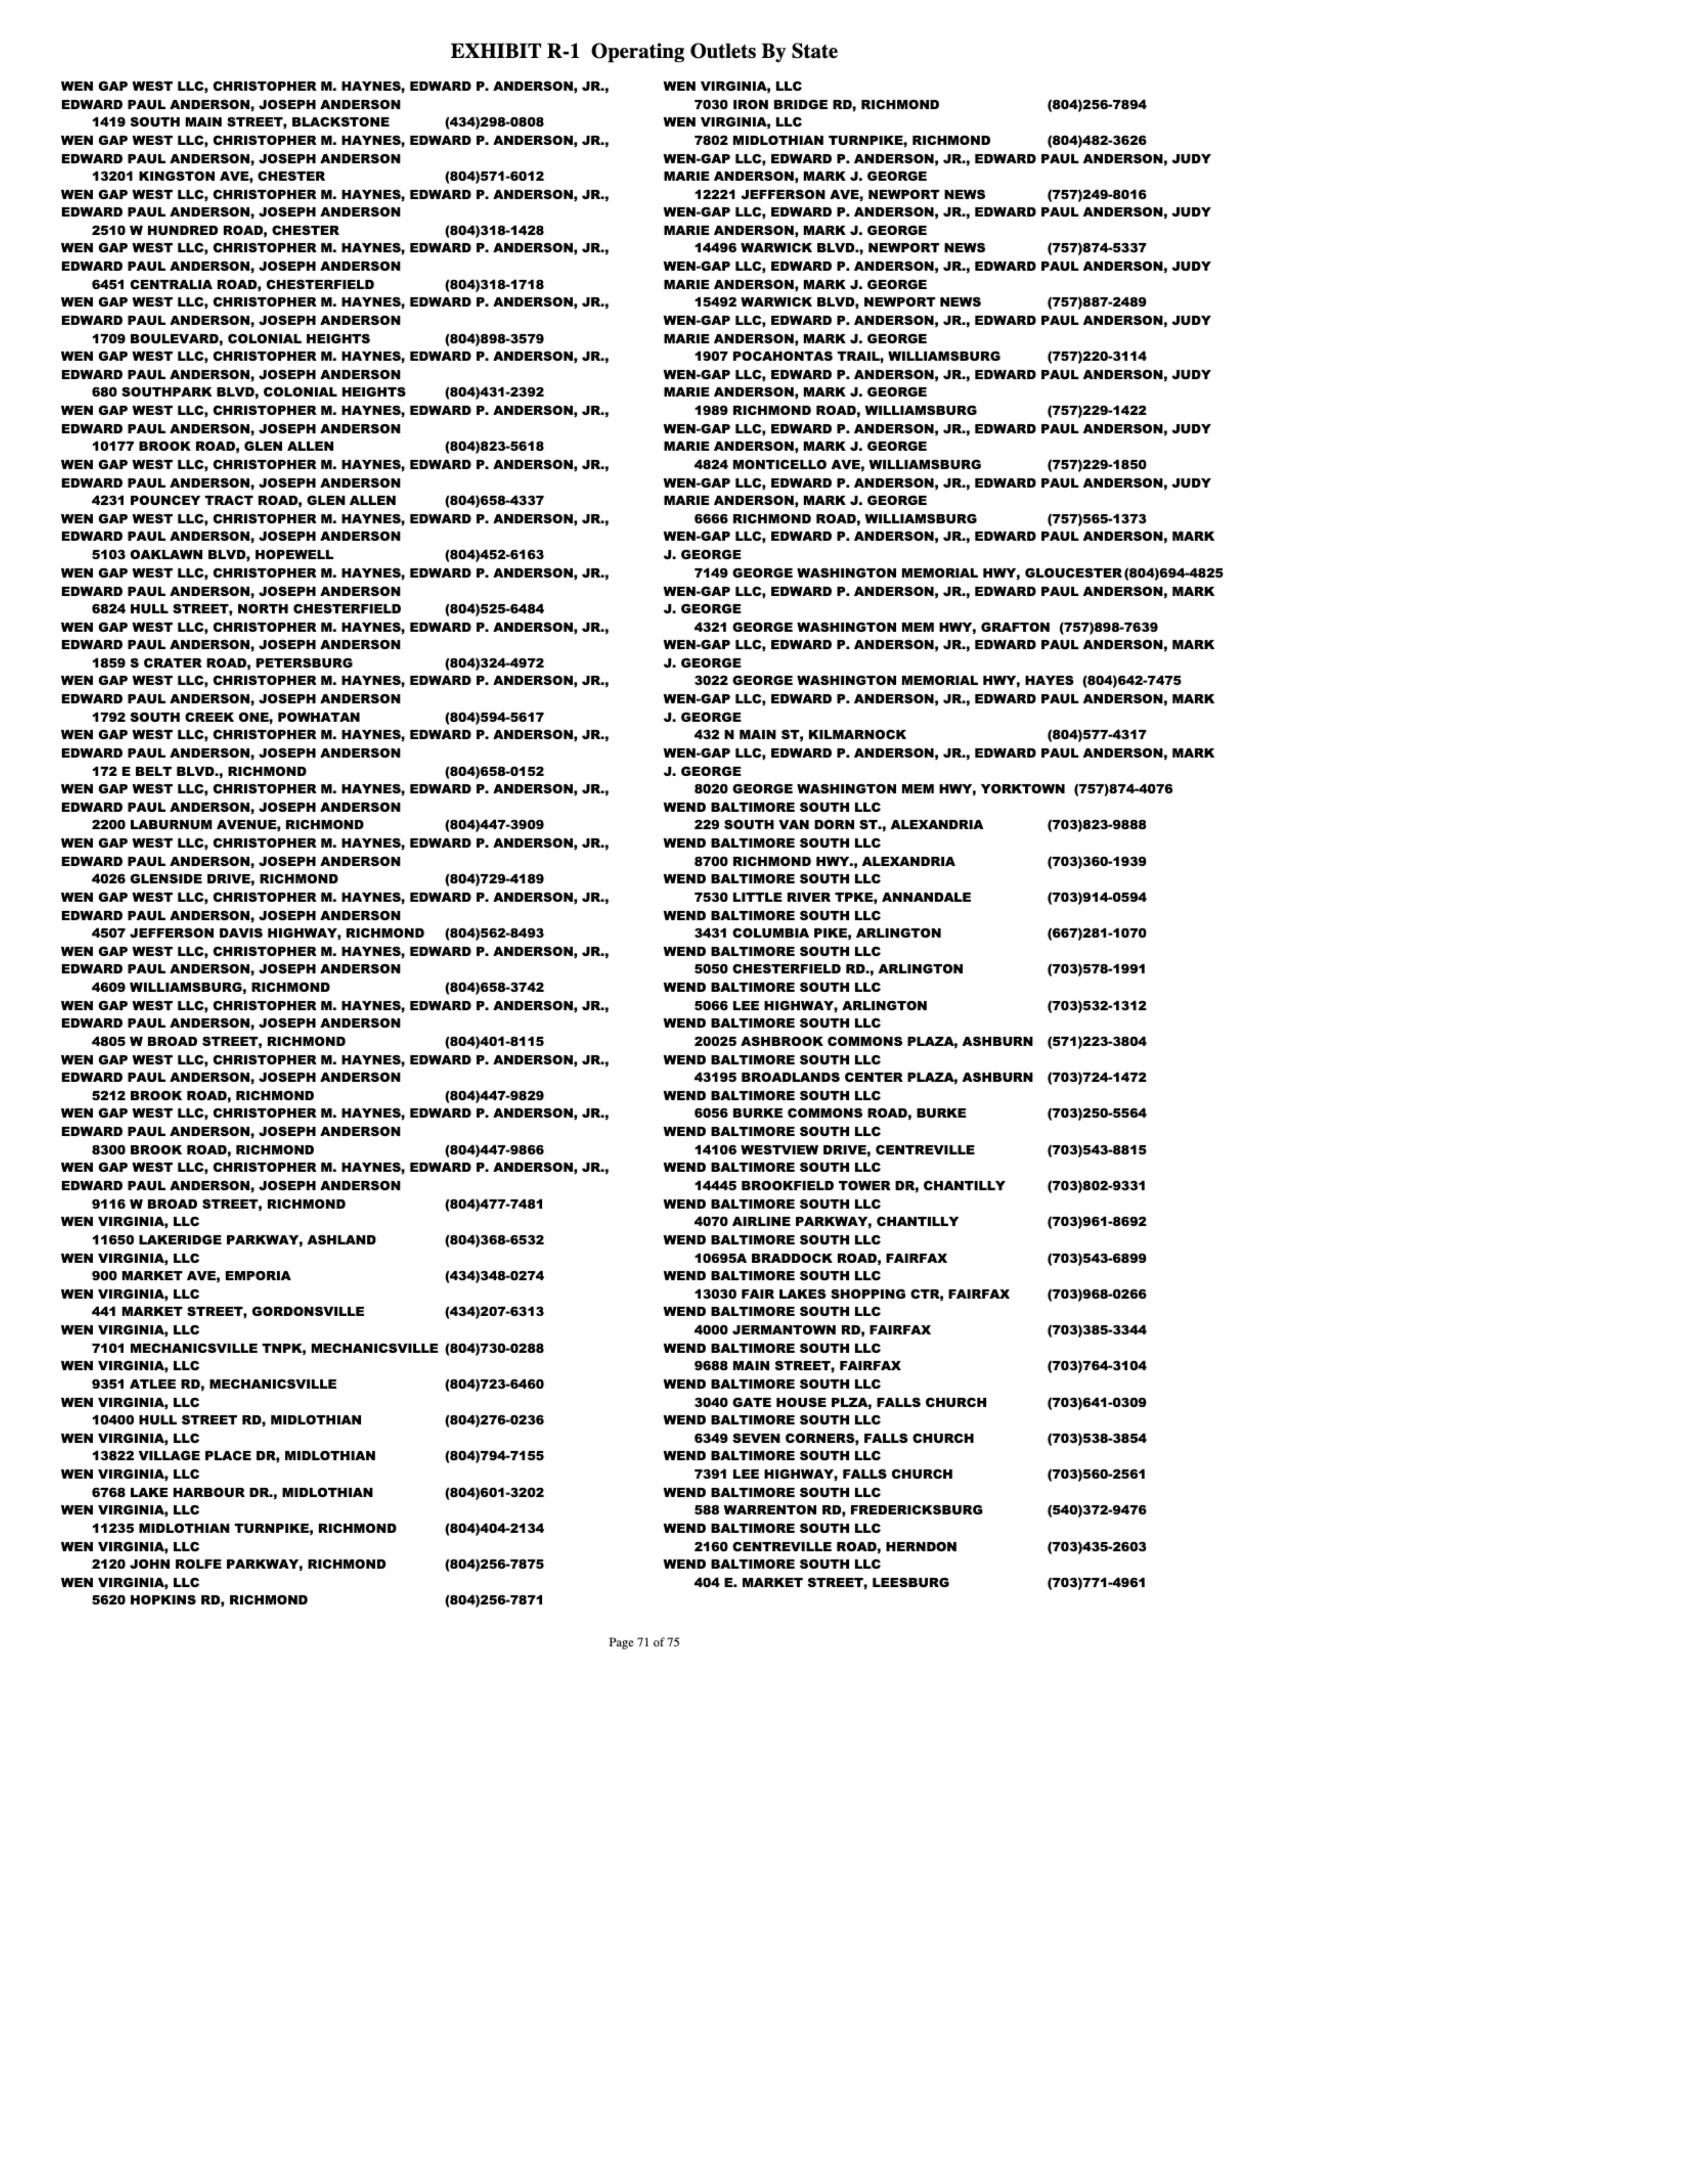 EXHIBIT R-1 Operating Outlets By State
WEN GAP WEST LLC, CHRISTOPHER M. HAYNES, EDWARD P. ANDERSON, JR.,
EDWARD PAUL ANDERSON, JOSEPH ANDERSON
1419 SOUTH MAIN STREET, BLACKSTONE (434)298-0808
WEN GAP WEST LLC, CHRISTOPHER M. HAYNES, EDWARD P. ANDERSON, JR.,
EDWARD PAUL ANDERSON, JOSEPH ANDERSON
13201 KINGSTON AVE, CHESTER (804)571-6012
WEN GAP WEST LLC, CHRISTOPHER M. HAYNES, EDWARD P. ANDERSON, JR.,
EDWARD PAUL ANDERSON, JOSEPH ANDERSON
2510 W HUNDRED ROAD, CHESTER (804)318-1428
WEN GAP WEST LLC, CHRISTOPHER M. HAYNES, EDWARD P. ANDERSON, JR.,
EDWARD PAUL ANDERSON, JOSEPH ANDERSON
6451 CENTRALIA ROAD, CHESTERFIELD (804)318-1718
WEN GAP WEST LLC, CHRISTOPHER M. HAYNES, EDWARD P. ANDERSON, JR.,
EDWARD PAUL ANDERSON, JOSEPH ANDERSON
1709 BOULEVARD, COLONIAL HEIGHTS (804)898-3579
WEN GAP WEST LLC, CHRISTOPHER M. HAYNES, EDWARD P. ANDERSON, JR.,
EDWARD PAUL ANDERSON, JOSEPH ANDERSON
680 SOUTHPARK BLVD, COLONIAL HEIGHTS (804)431-2392
WEN GAP WEST LLC, CHRISTOPHER M. HAYNES, EDWARD P. ANDERSON, JR.,
EDWARD PAUL ANDERSON, JOSEPH ANDERSON
10177 BROOK ROAD, GLEN ALLEN (804)823-5618
WEN GAP WEST LLC, CHRISTOPHER M. HAYNES, EDWARD P. ANDERSON, JR.,
EDWARD PAUL ANDERSON, JOSEPH ANDERSON
4231 POUNCEY TRACT ROAD, GLEN ALLEN (804)658-4337
WEN GAP WEST LLC, CHRISTOPHER M. HAYNES, EDWARD P. ANDERSON, JR.,
EDWARD PAUL ANDERSON, JOSEPH ANDERSON
5103 OAKLAWN BLVD, HOPEWELL (804)452-6163
WEN GAP WEST LLC, CHRISTOPHER M. HAYNES, EDWARD P. ANDERSON, JR.,
EDWARD PAUL ANDERSON, JOSEPH ANDERSON
6824 HULL STREET, NORTH CHESTERFIELD (804)525-6484
WEN GAP WEST LLC, CHRISTOPHER M. HAYNES, EDWARD P. ANDERSON, JR.,
EDWARD PAUL ANDERSON, JOSEPH ANDERSON
1859 S CRATER ROAD, PETERSBURG (804)324-4972
WEN GAP WEST LLC, CHRISTOPHER M. HAYNES, EDWARD P. ANDERSON, JR.,
EDWARD PAUL ANDERSON, JOSEPH ANDERSON
1792 SOUTH CREEK ONE, POWHATAN (804)594-5617
WEN GAP WEST LLC, CHRISTOPHER M. HAYNES, EDWARD P. ANDERSON, JR.,
EDWARD PAUL ANDERSON, JOSEPH ANDERSON
172 E BELT BLVD., RICHMOND (804)658-0152
WEN GAP WEST LLC, CHRISTOPHER M. HAYNES, EDWARD P. ANDERSON, JR.,
EDWARD PAUL ANDERSON, JOSEPH ANDERSON
2200 LABURNUM AVENUE, RICHMOND (804)447-3909
WEN GAP WEST LLC, CHRISTOPHER M. HAYNES, EDWARD P. ANDERSON, JR.,
EDWARD PAUL ANDERSON, JOSEPH ANDERSON
4026 GLENSIDE DRIVE, RICHMOND (804)729-4189
WEN GAP WEST LLC, CHRISTOPHER M. HAYNES, EDWARD P. ANDERSON, JR.,
EDWARD PAUL ANDERSON, JOSEPH ANDERSON
4507 JEFFERSON DAVIS HIGHWAY, RICHMOND (804)562-8493
WEN GAP WEST LLC, CHRISTOPHER M. HAYNES, EDWARD P. ANDERSON, JR.,
EDWARD PAUL ANDERSON, JOSEPH ANDERSON
4609 WILLIAMSBURG, RICHMOND (804)658-3742
WEN GAP WEST LLC, CHRISTOPHER M. HAYNES, EDWARD P. ANDERSON, JR.,
EDWARD PAUL ANDERSON, JOSEPH ANDERSON
4805 W BROAD STREET, RICHMOND (804)401-8115
WEN GAP WEST LLC, CHRISTOPHER M. HAYNES, EDWARD P. ANDERSON, JR.,
EDWARD PAUL ANDERSON, JOSEPH ANDERSON
5212 BROOK ROAD, RICHMOND (804)447-9829
WEN GAP WEST LLC, CHRISTOPHER M. HAYNES, EDWARD P. ANDERSON, JR.,
EDWARD PAUL ANDERSON, JOSEPH ANDERSON
8300 BROOK ROAD, RICHMOND (804)447-9866
WEN GAP WEST LLC, CHRISTOPHER M. HAYNES, EDWARD P. ANDERSON, JR.,
EDWARD PAUL ANDERSON, JOSEPH ANDERSON
9116 W BROAD STREET, RICHMOND (804)477-7481
WEN VIRGINIA, LLC
11650 LAKERIDGE PARKWAY, ASHLAND (804)368-6532
WEN VIRGINIA, LLC
900 MARKET AVE, EMPORIA (434)348-0274
WEN VIRGINIA, LLC
441 MARKET STREET, GORDONSVILLE (434)207-6313
WEN VIRGINIA, LLC
7101 MECHANICSVILLE TNPK, MECHANICSVILLE (804)730-0288
WEN VIRGINIA, LLC
9351 ATLEE RD, MECHANICSVILLE (804)723-6460
WEN VIRGINIA, LLC
10400 HULL STREET RD, MIDLOTHIAN (804)276-0236
WEN VIRGINIA, LLC
13822 VILLAGE PLACE DR, MIDLOTHIAN (804)794-7155
WEN VIRGINIA, LLC
6768 LAKE HARBOUR DR., MIDLOTHIAN (804)601-3202
WEN VIRGINIA, LLC
11235 MIDLOTHIAN TURNPIKE, RICHMOND (804)404-2134
WEN VIRGINIA, LLC
2120 JOHN ROLFE PARKWAY, RICHMOND (804)256-7875
WEN VIRGINIA, LLC
5620 HOPKINS RD, RICHMOND (804)256-7871
WEN VIRGINIA, LLC
7030 IRON BRIDGE RD, RICHMOND (804)256-7894
WEN VIRGINIA, LLC
7802 MIDLOTHIAN TURNPIKE, RICHMOND (804)482-3626
WEN-GAP LLC, EDWARD P. ANDERSON, JR., EDWARD PAUL ANDERSON, JUDY
MARIE ANDERSON, MARK J. GEORGE
12221 JEFFERSON AVE, NEWPORT NEWS (757)249-8016
WEN-GAP LLC, EDWARD P. ANDERSON, JR., EDWARD PAUL ANDERSON, JUDY
MARIE ANDERSON, MARK J. GEORGE
14496 WARWICK BLVD., NEWPORT NEWS (757)874-5337
WEN-GAP LLC, EDWARD P. ANDERSON, JR., EDWARD PAUL ANDERSON, JUDY
MARIE ANDERSON, MARK J. GEORGE
15492 WARWICK BLVD, NEWPORT NEWS (757)887-2489
WEN-GAP LLC, EDWARD P. ANDERSON, JR., EDWARD PAUL ANDERSON, JUDY
MARIE ANDERSON, MARK J. GEORGE
1907 POCAHONTAS TRAIL, WILLIAMSBURG (757)220-3114
WEN-GAP LLC, EDWARD P. ANDERSON, JR., EDWARD PAUL ANDERSON, JUDY
MARIE ANDERSON, MARK J. GEORGE
1989 RICHMOND ROAD, WILLIAMSBURG (757)229-1422
WEN-GAP LLC, EDWARD P. ANDERSON, JR., EDWARD PAUL ANDERSON, JUDY
MARIE ANDERSON, MARK J. GEORGE
4824 MONTICELLO AVE, WILLIAMSBURG (757)229-1850
WEN-GAP LLC, EDWARD P. ANDERSON, JR., EDWARD PAUL ANDERSON, JUDY
MARIE ANDERSON, MARK J. GEORGE
6666 RICHMOND ROAD, WILLIAMSBURG (757)565-1373
WEN-GAP LLC, EDWARD P. ANDERSON, JR., EDWARD PAUL ANDERSON, MARK
J. GEORGE
7149 GEORGE WASHINGTON MEMORIAL HWY, GLOUCESTER (804)694-4825
WEN-GAP LLC, EDWARD P. ANDERSON, JR., EDWARD PAUL ANDERSON, MARK
J. GEORGE
4321 GEORGE WASHINGTON MEM HWY, GRAFTON (757)898-7639
WEN-GAP LLC, EDWARD P. ANDERSON, JR., EDWARD PAUL ANDERSON, MARK
J. GEORGE
3022 GEORGE WASHINGTON MEMORIAL HWY, HAYES (804)642-7475
WEN-GAP LLC, EDWARD P. ANDERSON, JR., EDWARD PAUL ANDERSON, MARK
J. GEORGE
432 N MAIN ST, KILMARNOCK (804)577-4317
WEN-GAP LLC, EDWARD P. ANDERSON, JR., EDWARD PAUL ANDERSON, MARK
J. GEORGE
8020 GEORGE WASHINGTON MEM HWY, YORKTOWN (757)874-4076
WEND BALTIMORE SOUTH LLC
229 SOUTH VAN DORN ST., ALEXANDRIA (703)823-9888
WEND BALTIMORE SOUTH LLC
8700 RICHMOND HWY., ALEXANDRIA (703)360-1939
WEND BALTIMORE SOUTH LLC
7530 LITTLE RIVER TPKE, ANNANDALE (703)914-0594
WEND BALTIMORE SOUTH LLC
3431 COLUMBIA PIKE, ARLINGTON (667)281-1070
WEND BALTIMORE SOUTH LLC
5050 CHESTERFIELD RD., ARLINGTON (703)578-1991
WEND BALTIMORE SOUTH LLC
5066 LEE HIGHWAY, ARLINGTON (703)532-1312
WEND BALTIMORE SOUTH LLC
20025 ASHBROOK COMMONS PLAZA, ASHBURN (571)223-3804
WEND BALTIMORE SOUTH LLC
43195 BROADLANDS CENTER PLAZA, ASHBURN (703)724-1472
WEND BALTIMORE SOUTH LLC
6056 BURKE COMMONS ROAD, BURKE (703)250-5564
WEND BALTIMORE SOUTH LLC
14106 WESTVIEW DRIVE, CENTREVILLE (703)543-8815
WEND BALTIMORE SOUTH LLC
14445 BROOKFIELD TOWER DR, CHANTILLY (703)802-9331
WEND BALTIMORE SOUTH LLC
4070 AIRLINE PARKWAY, CHANTILLY (703)961-8692
WEND BALTIMORE SOUTH LLC
10695A BRADDOCK ROAD, FAIRFAX (703)543-6899
WEND BALTIMORE SOUTH LLC
13030 FAIR LAKES SHOPPING CTR, FAIRFAX (703)968-0266
WEND BALTIMORE SOUTH LLC
4000 JERMANTOWN RD, FAIRFAX (703)385-3344
WEND BALTIMORE SOUTH LLC
9688 MAIN STREET, FAIRFAX (703)764-3104
WEND BALTIMORE SOUTH LLC
3040 GATE HOUSE PLZA, FALLS CHURCH (703)641-0309
WEND BALTIMORE SOUTH LLC
6349 SEVEN CORNERS, FALLS CHURCH (703)538-3854
WEND BALTIMORE SOUTH LLC
7391 LEE HIGHWAY, FALLS CHURCH (703)560-2561
WEND BALTIMORE SOUTH LLC
588 WARRENTON RD, FREDERICKSBURG (540)372-9476
WEND BALTIMORE SOUTH LLC
2160 CENTREVILLE ROAD, HERNDON (703)435-2603
WEND BALTIMORE SOUTH LLC
404 E. MARKET STREET, LEESBURG (703)771-4961
Page 71 of 75